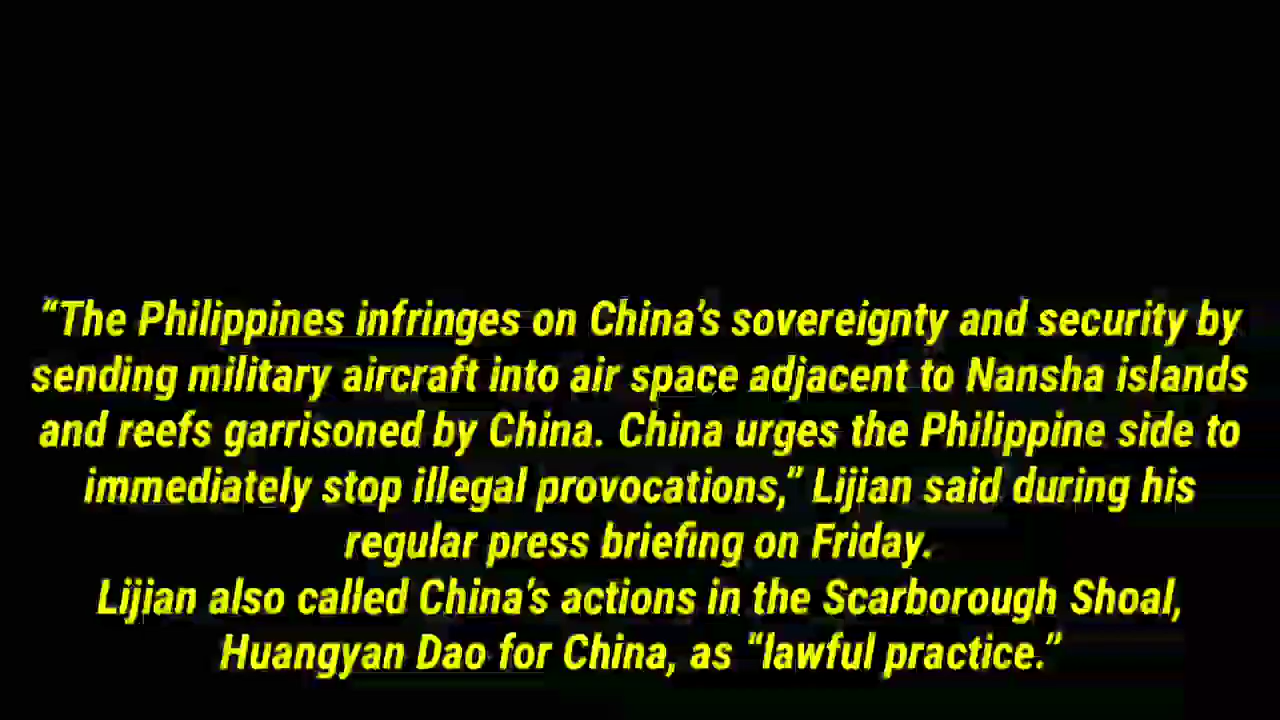 “The Philippines infringes on China’s sovereignty and security by
sending military aircraft into air space adjacent to Nansha islands
and reefs garrisoned by China. China urges the Philippine side to
immediately stop illegal provocations,” Lijian said during his
regular press briefing on Friday.
Lijian also called China’s actions in the Scarborough Shoal,
Huangyan Dao for China, as “lawful practice.”